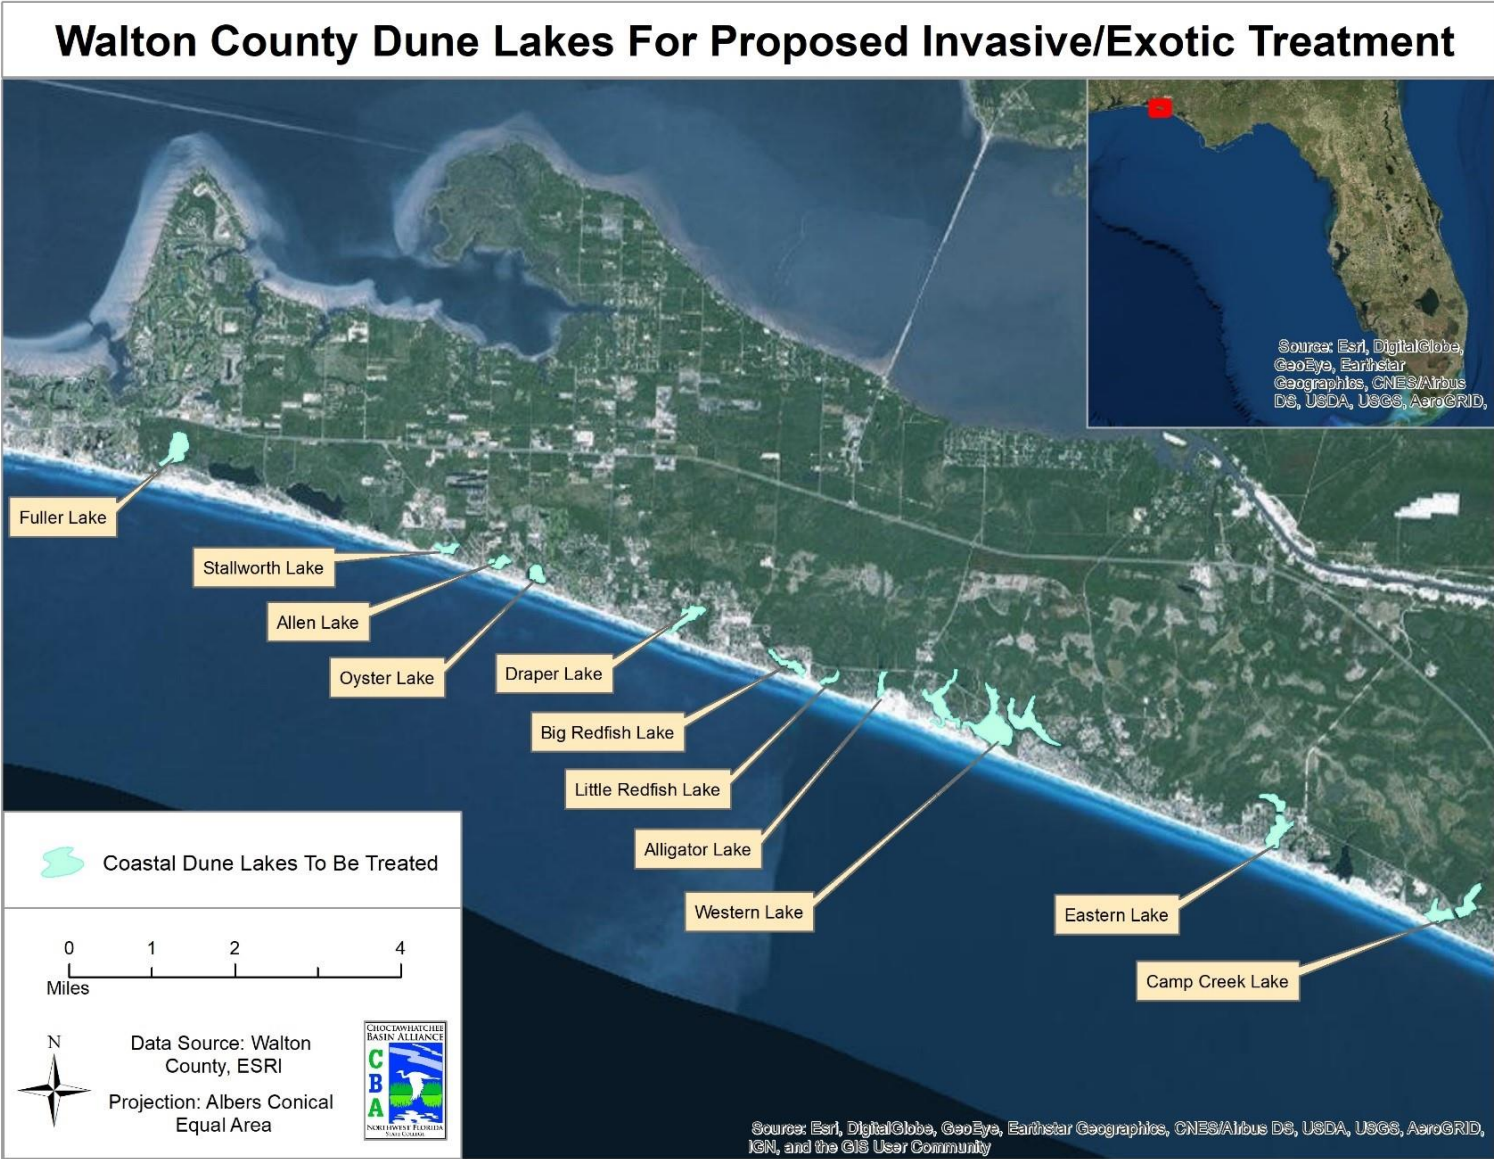 Walton County Dune Lakes For Proposed Invasive/Exotic Treatment
Source: Esri, DigitalGlobe,
GeoEye, Earthstar
Geographics, CNES/Airbus
DS, USDA, USGS, AeroGRID,
Fuller Lake
Stallworth Lake
Allen Lake
Oyster Lake
Draper Lake
Big Redfish Lake
Little Redfish Lake
Alligator Lake
Western Lake
Eastern Lake
Camp Creek Lake
Coastal Dune Lakes To Be Treated
0 1 2 4
Miles
N
Data Source: Walton
County, ESRI
Projection: Albers Conical
Equal Area
CHOCTAWHATCHEE
BASIN ALLIANCE
C
B
A
NORTHWEST FLORIDA
STATE COLLEGE
Source: Esri, DigitalGlobe, GeoEye, Earthstar Geographics, CNES/Airbus DS, USDA, USGS, AeroGRID,
IGN, and the GIS User Community